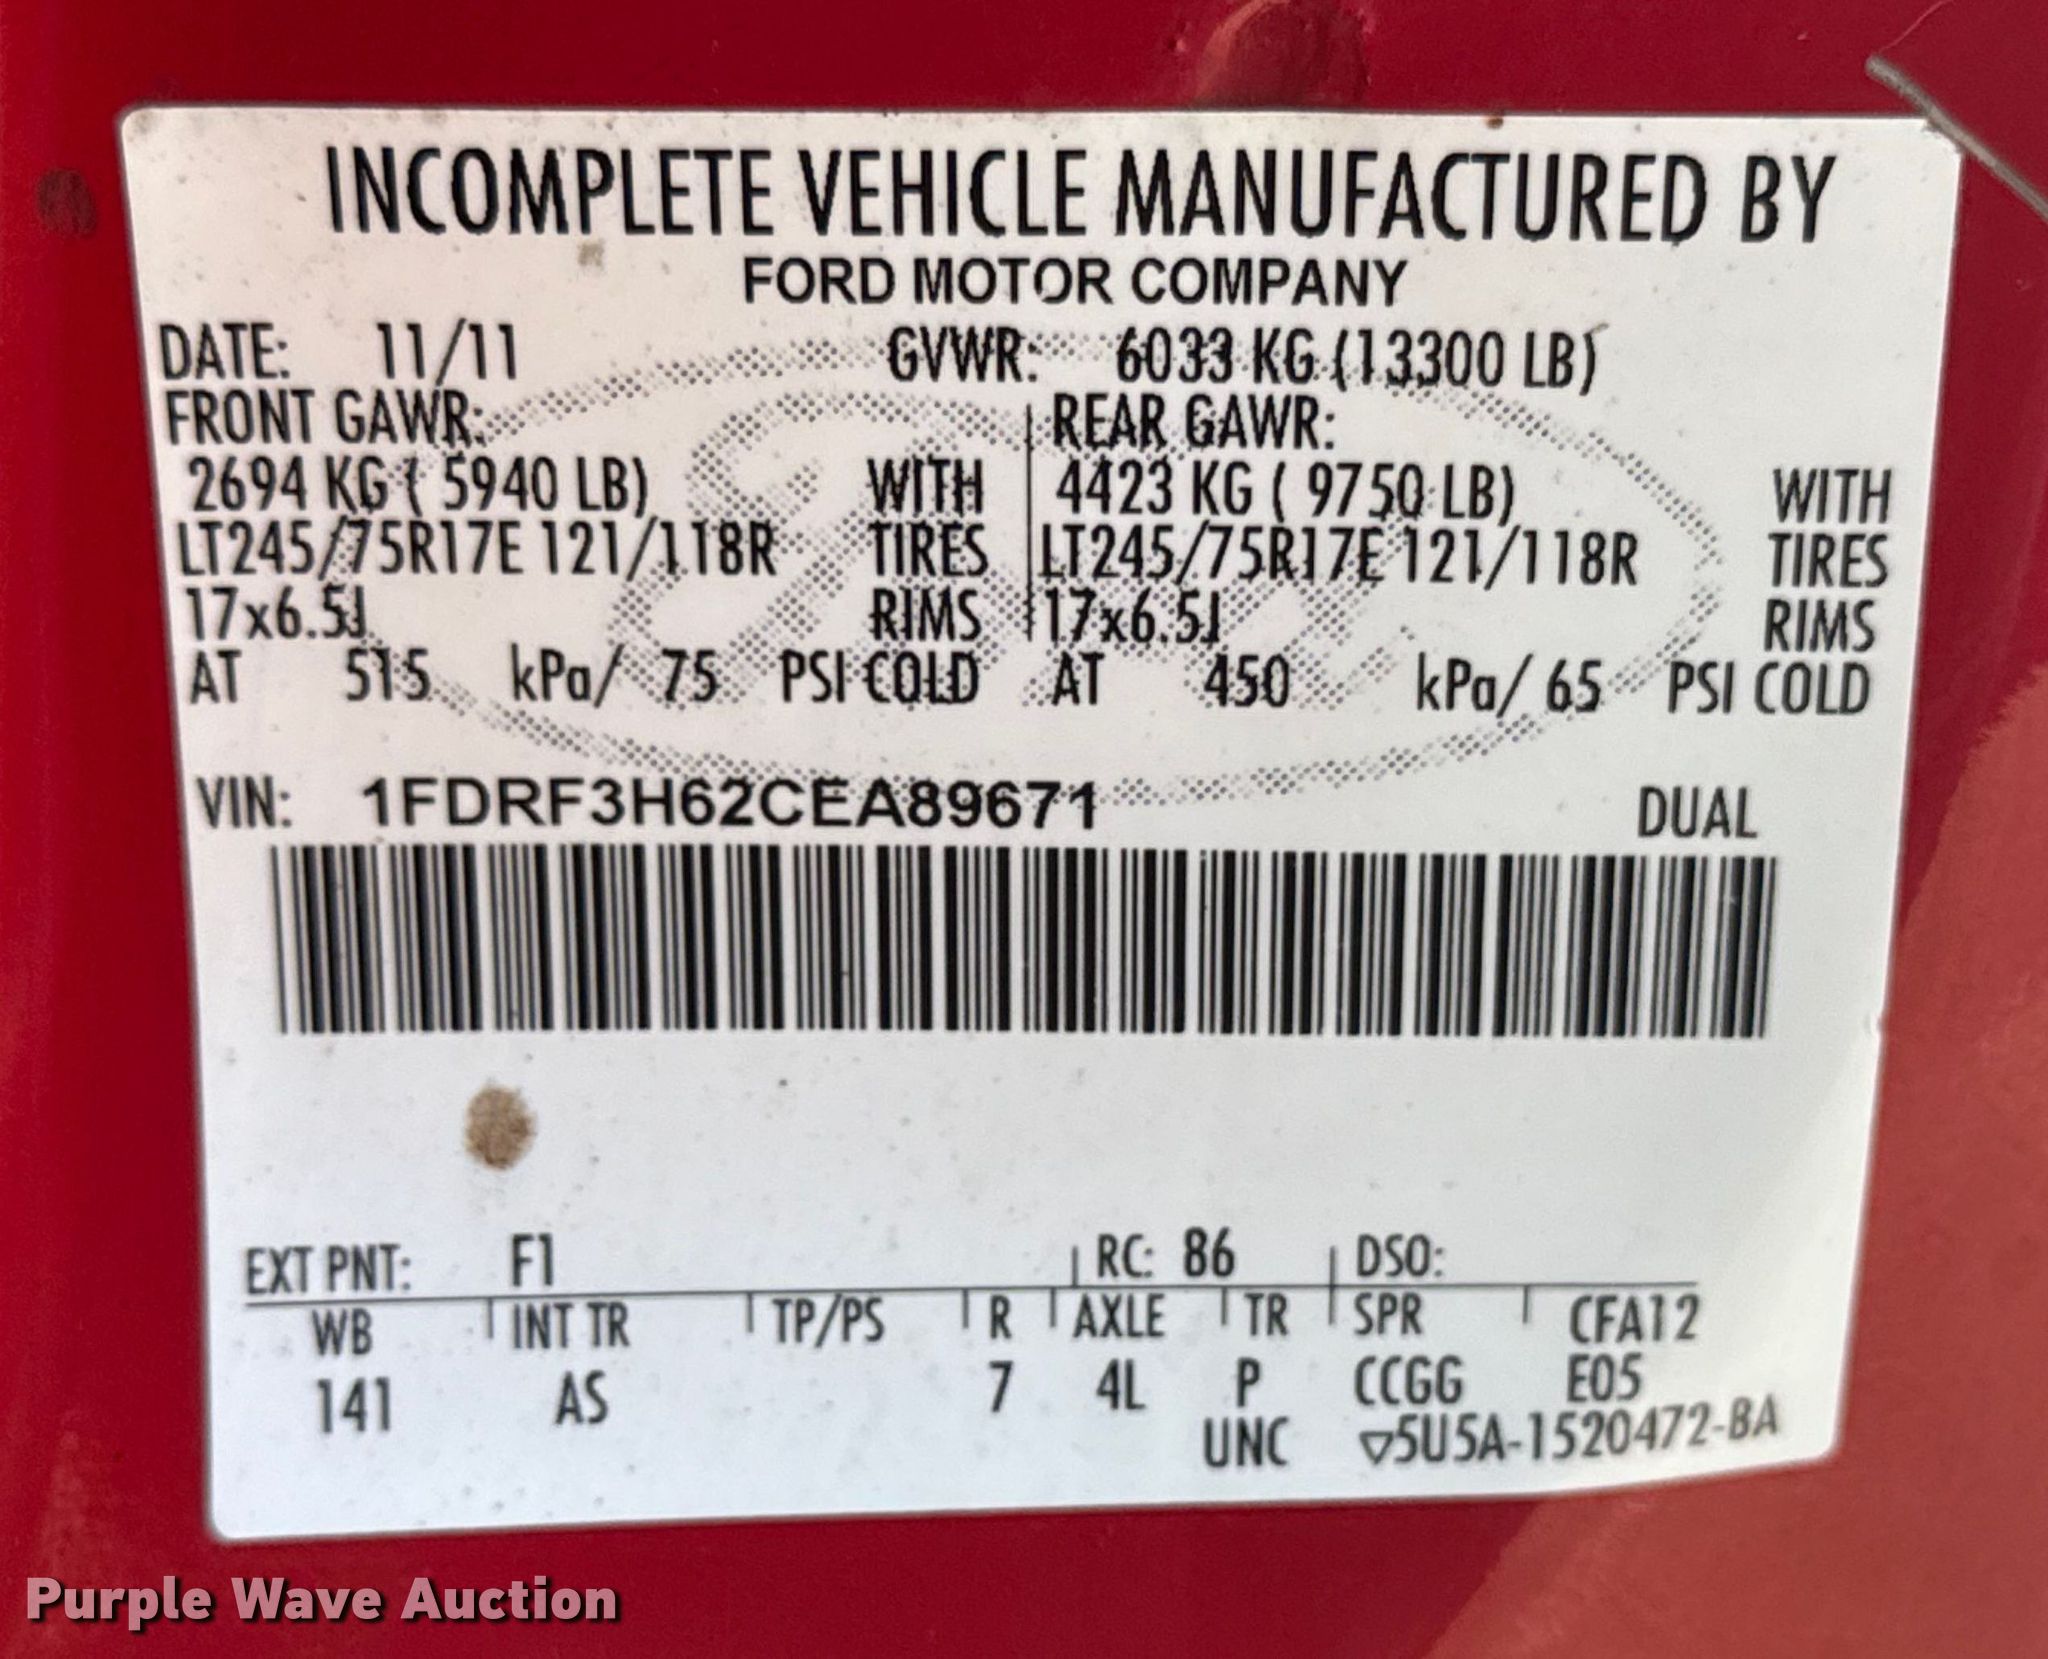 INCOMPLETE VEHICLE MANUFACTURED BY
FORD MOTOR COMPANY
DATE: 11/11 GVWR: 6033 KG (13300 LB)
FRONT GAWR: REAR GAWR:
2694 KG ( 5940 LB) WITH 4423 KG ( 9750 LB) WITH
LT245/75R17E 121/118R TIRES LT245/75R17E 121/118R TIRES
17x6.5J RIMS 17x6.5J RIMS
AT 515 kPa/ 75 PSI COLD AT 450 kPa/ 65 PSI COLD
VIN: 1FDRF3H62CEA89671 DUAL
EXT PNT: F1 RC: 86 DSO:
WB INT TR TP/PS R AXLE TR SPR CFA12
141 AS 7 4L P CCGG E05
UNC ▽5U5A-1520472-BA
Purple Wave Auction